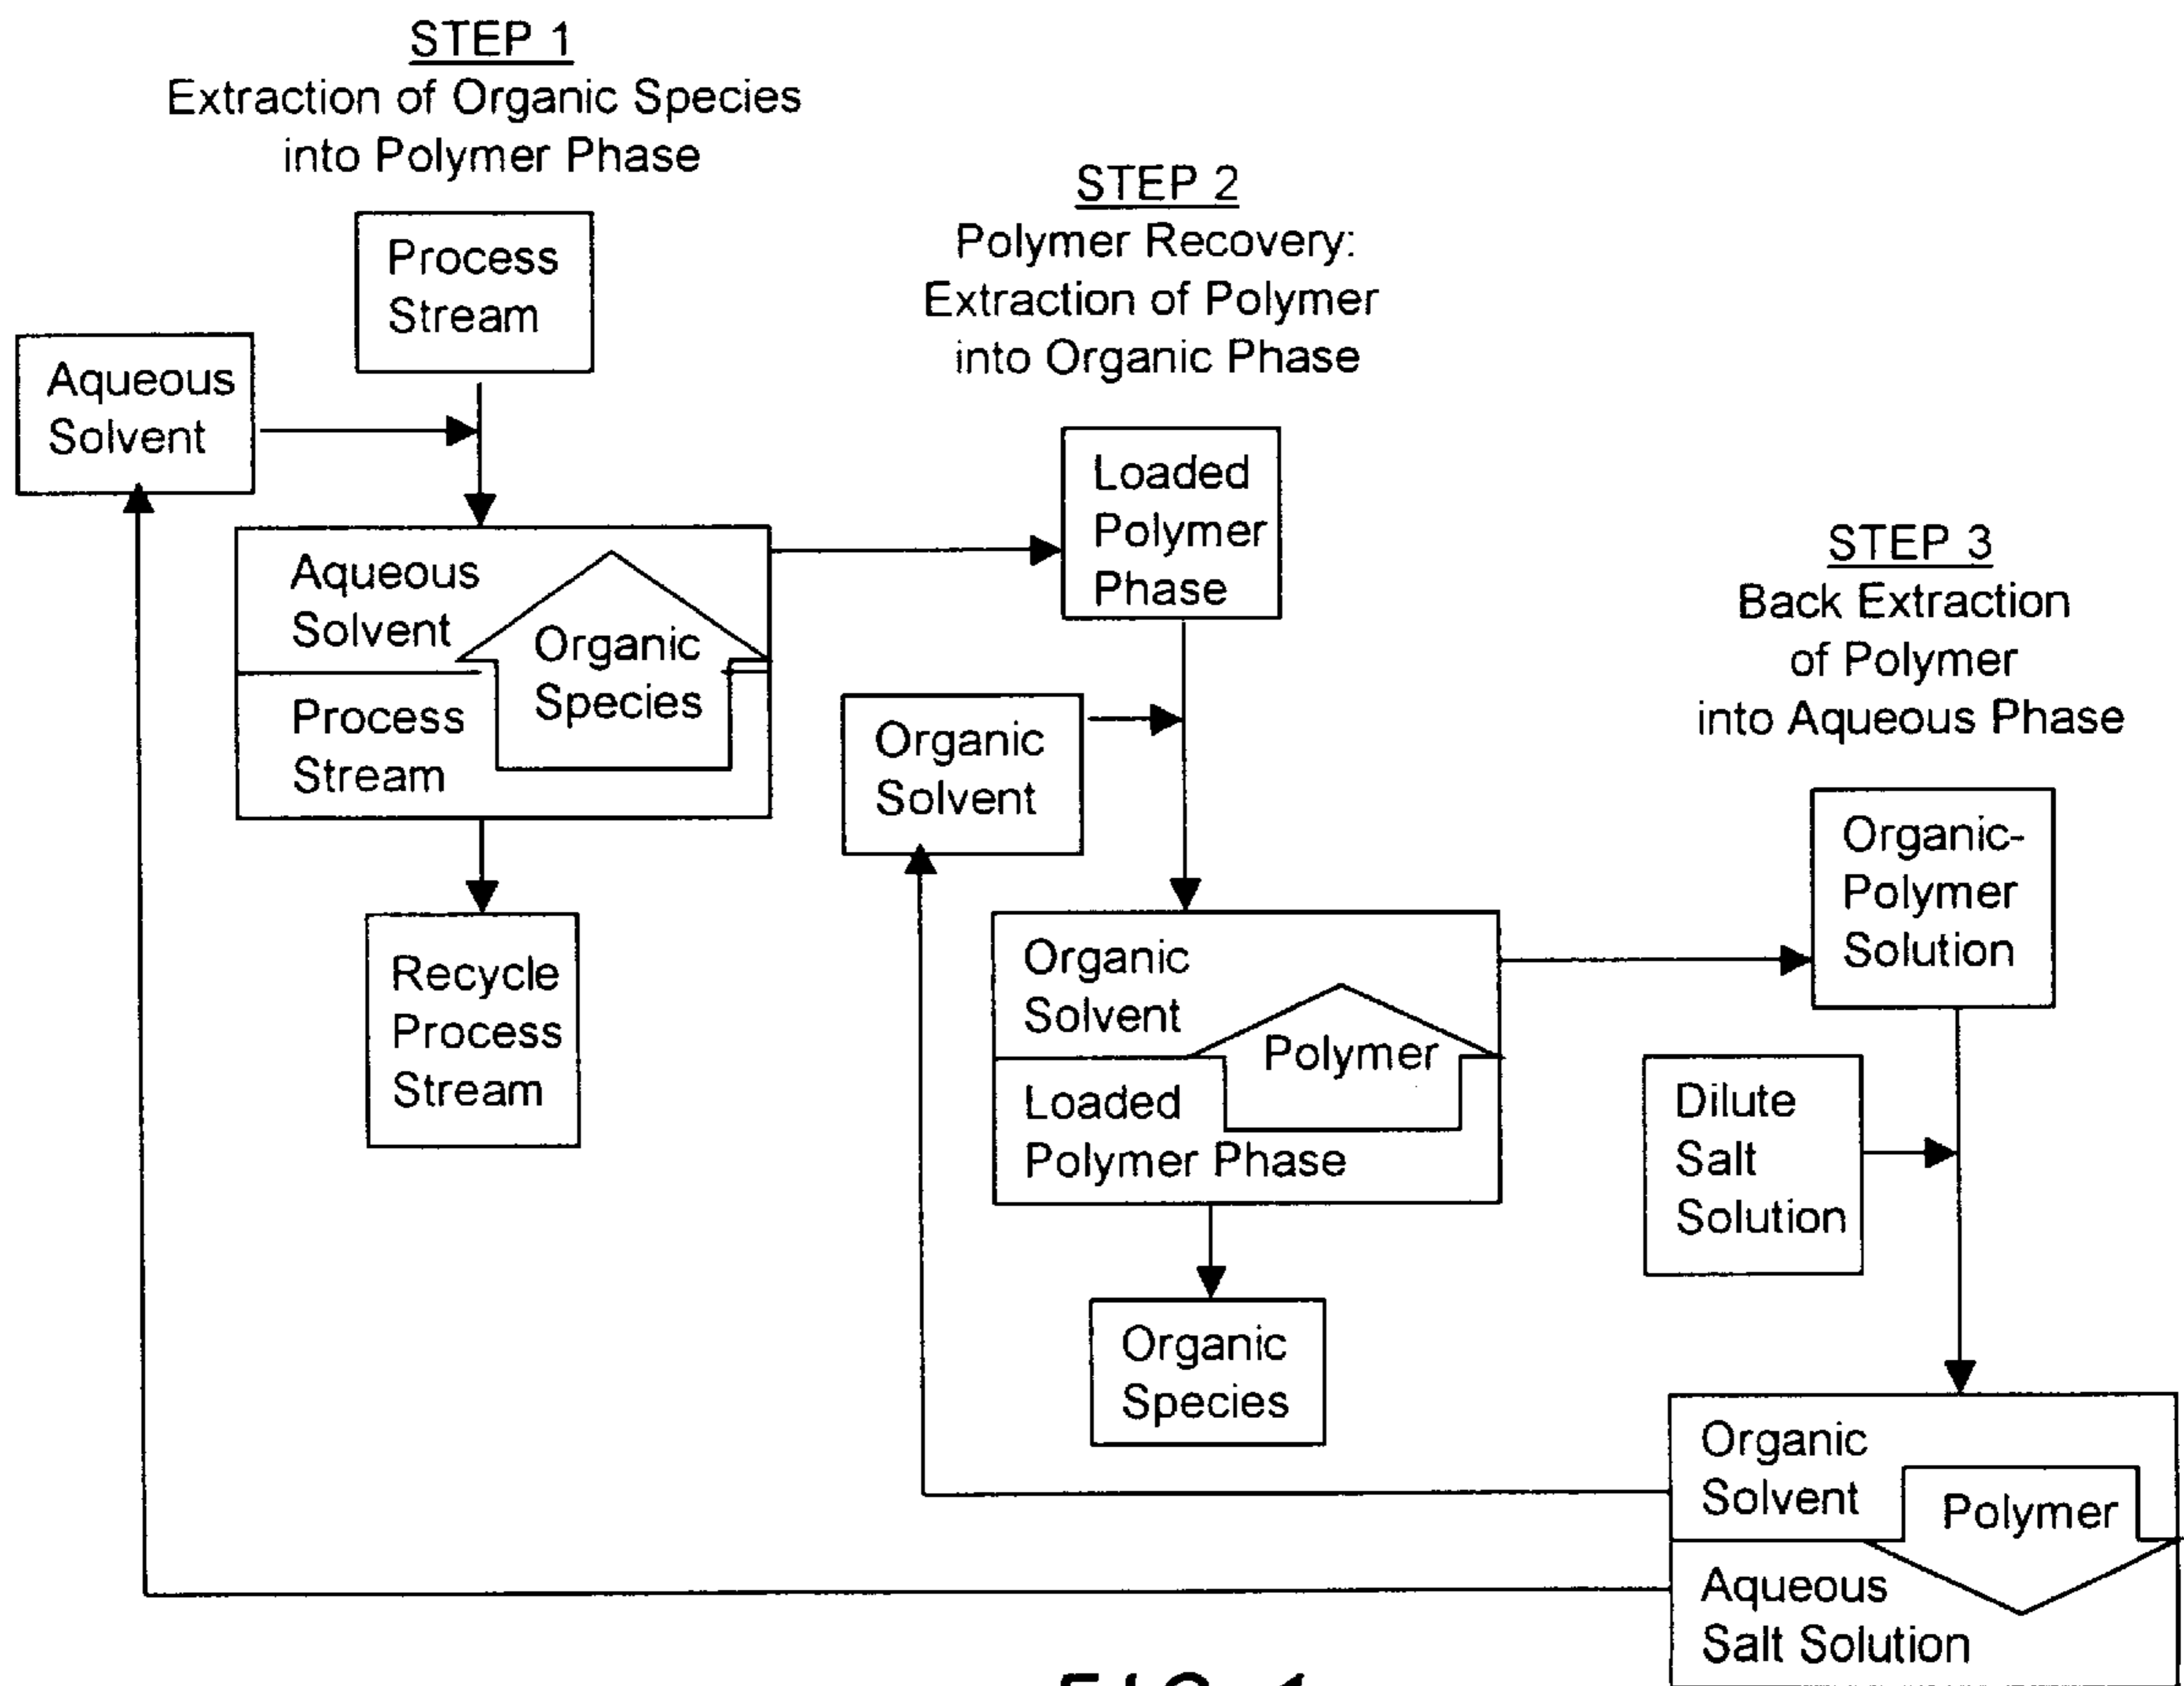 STEP 1
Extraction of Organic Species
into Polymer Phase
Process
Stream
Aqueous
Solvent
Aqueous
Solvent
Organic
Species
Process
Stream
Recycle
Process
Stream
STEP 2
Polymer Recovery:
Extraction of Polymer
into Organic Phase
Loaded
Polymer
Phase
Organic
Solvent
Organic
Solvent
Polymer
Loaded
Polymer Phase
Organic
Species
STEP 3
Back Extraction
of Polymer
into Aqueous Phase
Organic-
Polymer
Solution
Dilute
Salt
Solution
Organic
Solvent
Polymer
Aqueous
Salt Solution
FIG. 1